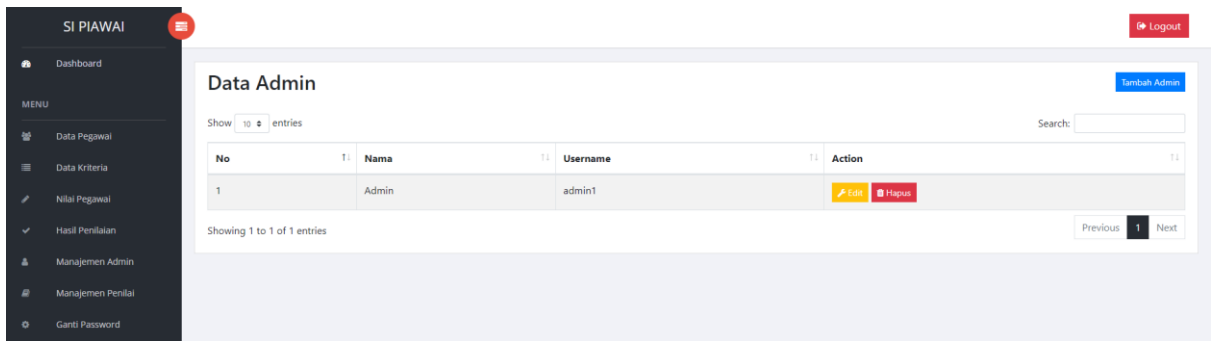 SI PIAWAI
Logout
Dashboard
MENU
Data Pegawai
Data Kriteria
Nilai Pegawai
Hasil Penilaian
Manajemen Admin
Manajemen Penilai
Ganti Password
Data Admin
Tambah Admin
Show 10 entries
Search:
No Nama Username Action
1 Admin admin1 Edit Hapus
Showing 1 to 1 of 1 entries
Previous 1 Next